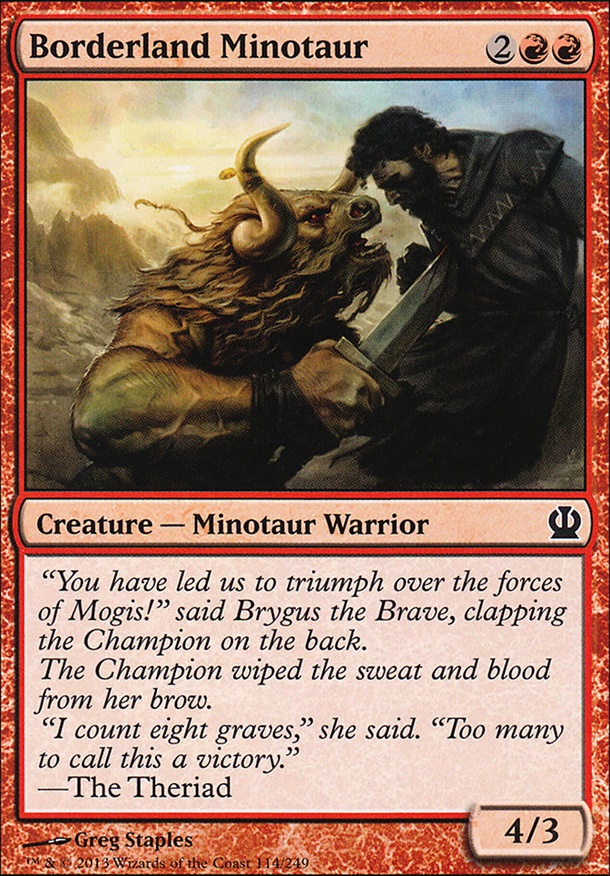 Borderland Minotaur 2
Creature — Minotaur Warrior
“You have led us to triumph over the forces
of Mogis!” said Brygus the Brave, clapping
the Champion on the back.
The Champion wiped the sweat and blood
from her brow.
“I count eight graves,” she said. “Too many
to call this a victory.”
—The Theriad
4/3
Greg Staples
™ & © 2013 Wizards of the Coast 114/249